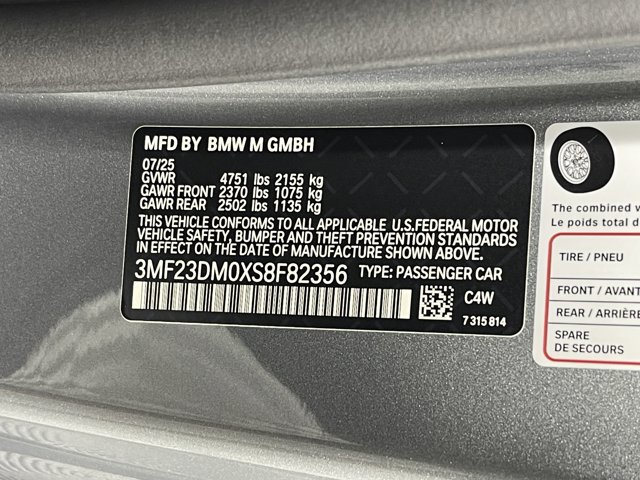 MFD BY BMW M GMBH
07/25
GVWR 4751 lbs 2155 kg
GAWR FRONT 2370 lbs 1075 kg
GAWR REAR 2502 lbs 1135 kg
THIS VEHICLE CONFORMS TO ALL APPLICABLE U.S.FEDERAL MOTOR
VEHICLE SAFETY, BUMPER AND THEFT PREVENTION STANDARDS
IN EFFECT ON THE DATE OF MANUFACTURE SHOWN ABOVE.
3MF23DM0XS8F82356 TYPE: PASSENGER CAR
C4W
7 315 814
The combined v
Le poids total d
TIRE / PNEU
FRONT / AVANT
REAR / ARRIÈRE
SPARE
DE SECOURS